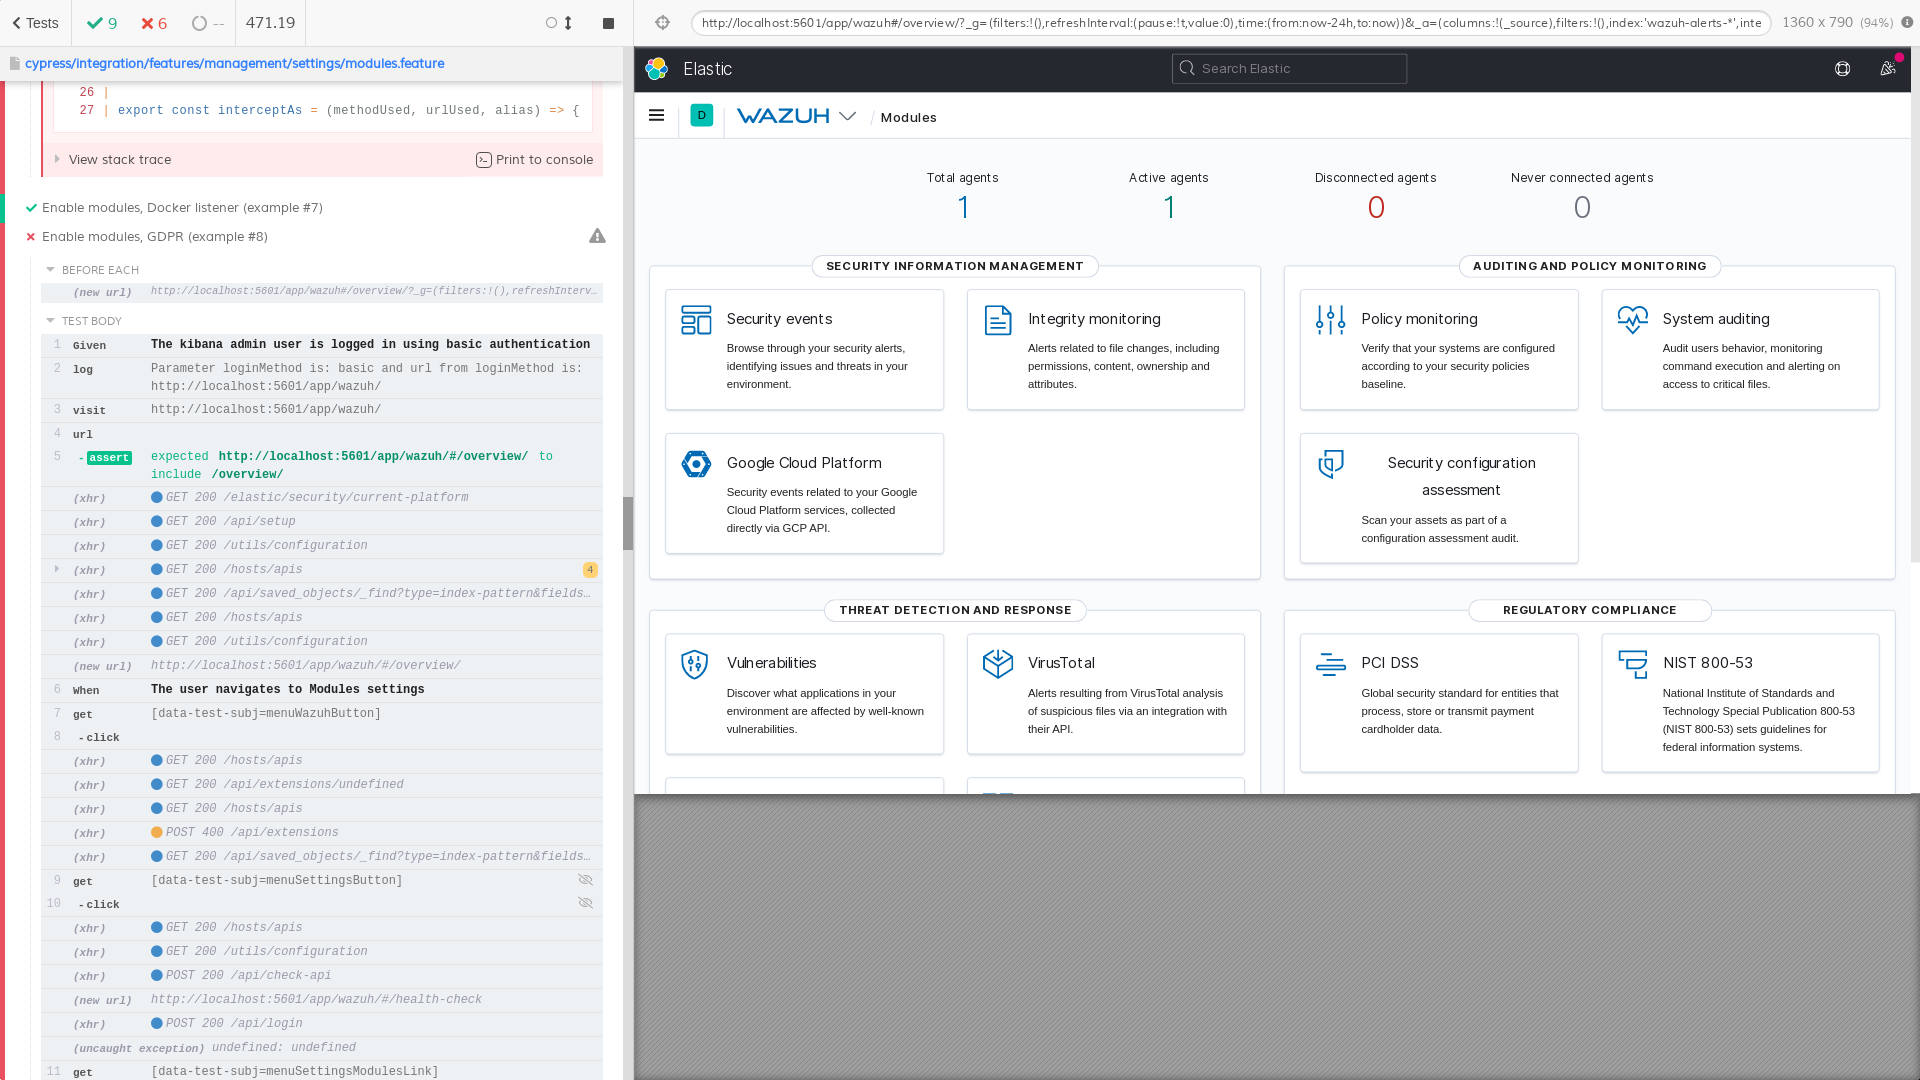 Tests
9
6
--
471.19
cypress/integration/features/management/settings/modules.feature
26 |
27 | export const interceptAs = (methodUsed, urlUsed, alias) => {
View stack trace
Print to console
Enable modules, Docker listener (example #7)
Enable modules, GDPR (example #8)
BEFORE EACH
(new url) http://localhost:5601/app/wazuh#/overview/?_g=(filters:!(),refreshInterv…
TEST BODY
1 Given The kibana admin user is logged in using basic authentication
2 log Parameter loginMethod is: basic and url from loginMethod is:
http://localhost:5601/app/wazuh/
3 visit http://localhost:5601/app/wazuh/
4 url
5 -assert expected http://localhost:5601/app/wazuh/#/overview/ to
include /overview/
(xhr) GET 200 /elastic/security/current-platform
(xhr) GET 200 /api/setup
(xhr) GET 200 /utils/configuration
(xhr) GET 200 /hosts/apis 4
(xhr) GET 200 /api/saved_objects/_find?type=index-pattern&fields…
(xhr) GET 200 /hosts/apis
(xhr) GET 200 /utils/configuration
(new url) http://localhost:5601/app/wazuh/#/overview/
6 When The user navigates to Modules settings
7 get [data-test-subj=menuWazuhButton]
8 -click
(xhr) GET 200 /hosts/apis
(xhr) GET 200 /api/extensions/undefined
(xhr) GET 200 /hosts/apis
(xhr) POST 400 /api/extensions
(xhr) GET 200 /api/saved_objects/_find?type=index-pattern&fields…
9 get [data-test-subj=menuSettingsButton]
10 -click
(xhr) GET 200 /hosts/apis
(xhr) GET 200 /utils/configuration
(xhr) POST 200 /api/check-api
(new url) http://localhost:5601/app/wazuh/#/health-check
(xhr) POST 200 /api/login
(uncaught exception) undefined: undefined
11 get [data-test-subj=menuSettingsModulesLink]
http://localhost:5601/app/wazuh#/overview/?_g=(filters:!(),refreshInterval:(pause:!t,value:0),time:(from:now-24h,to:now))&_a=(columns:!(_source),filters:!(),index:'wazuh-alerts-*',inte
1360 x 790 (94%)
Elastic
Search Elastic
D
WAZUH
/ Modules
Total agents
1
Active agents
1
Disconnected agents
0
Never connected agents
0
SECURITY INFORMATION MANAGEMENT
Security events
Browse through your security alerts,
identifying issues and threats in your
environment.
Integrity monitoring
Alerts related to file changes, including
permissions, content, ownership and
attributes.
Google Cloud Platform
Security events related to your Google
Cloud Platform services, collected
directly via GCP API.
AUDITING AND POLICY MONITORING
Policy monitoring
Verify that your systems are configured
according to your security policies
baseline.
System auditing
Audit users behavior, monitoring
command execution and alerting on
access to critical files.
Security configuration
assessment
Scan your assets as part of a
configuration assessment audit.
THREAT DETECTION AND RESPONSE
Vulnerabilities
Discover what applications in your
environment are affected by well-known
vulnerabilities.
VirusTotal
Alerts resulting from VirusTotal analysis
of suspicious files via an integration with
their API.
REGULATORY COMPLIANCE
PCI DSS
Global security standard for entities that
process, store or transmit payment
cardholder data.
NIST 800-53
National Institute of Standards and
Technology Special Publication 800-53
(NIST 800-53) sets guidelines for
federal information systems.